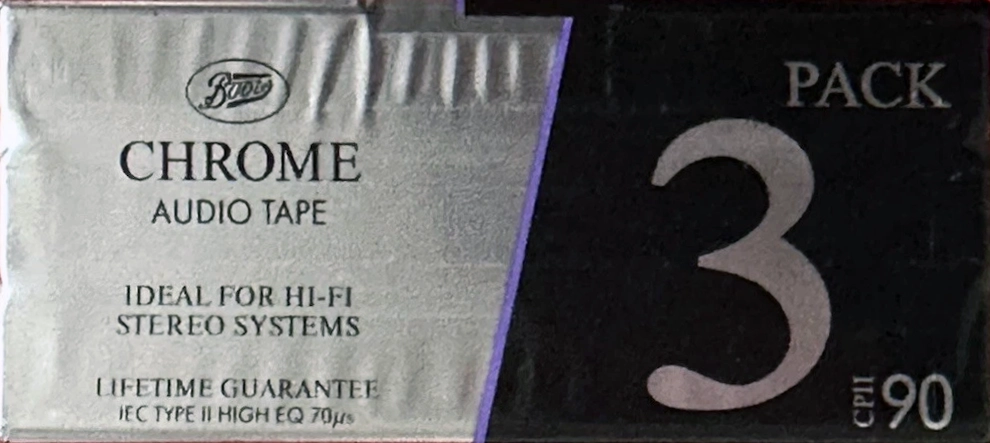 Boots
CHROME
AUDIO TAPE
IDEAL FOR HI-FI
STEREO SYSTEMS
LIFETIME GUARANTEE
IEC TYPE II HIGH EQ 70µs
PACK
3
CPII 90